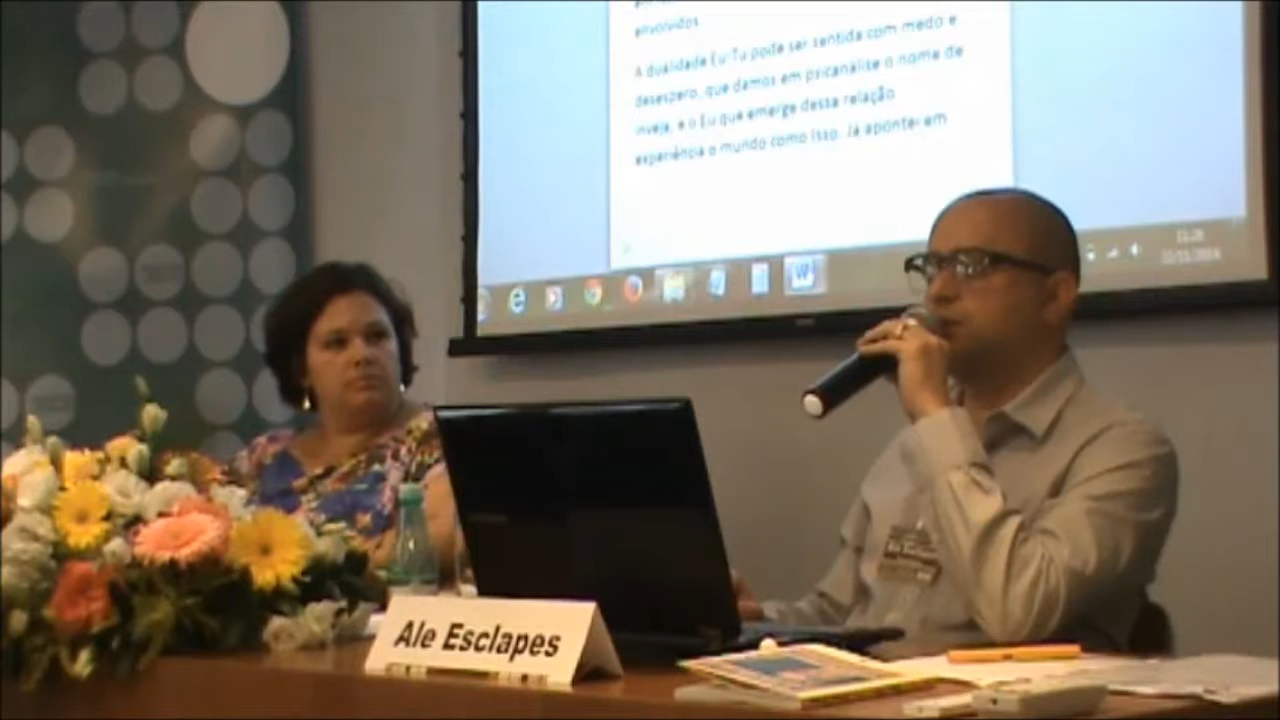 envolvidos
A dualidade Eu-Tu pode ser sentida com medo e
desespero, que damos em psicanálise o nome de
inveja, e o Eu que emerge dessa relação
experiência o mundo como Isso. Já apontei em
W
Ale Esclapes